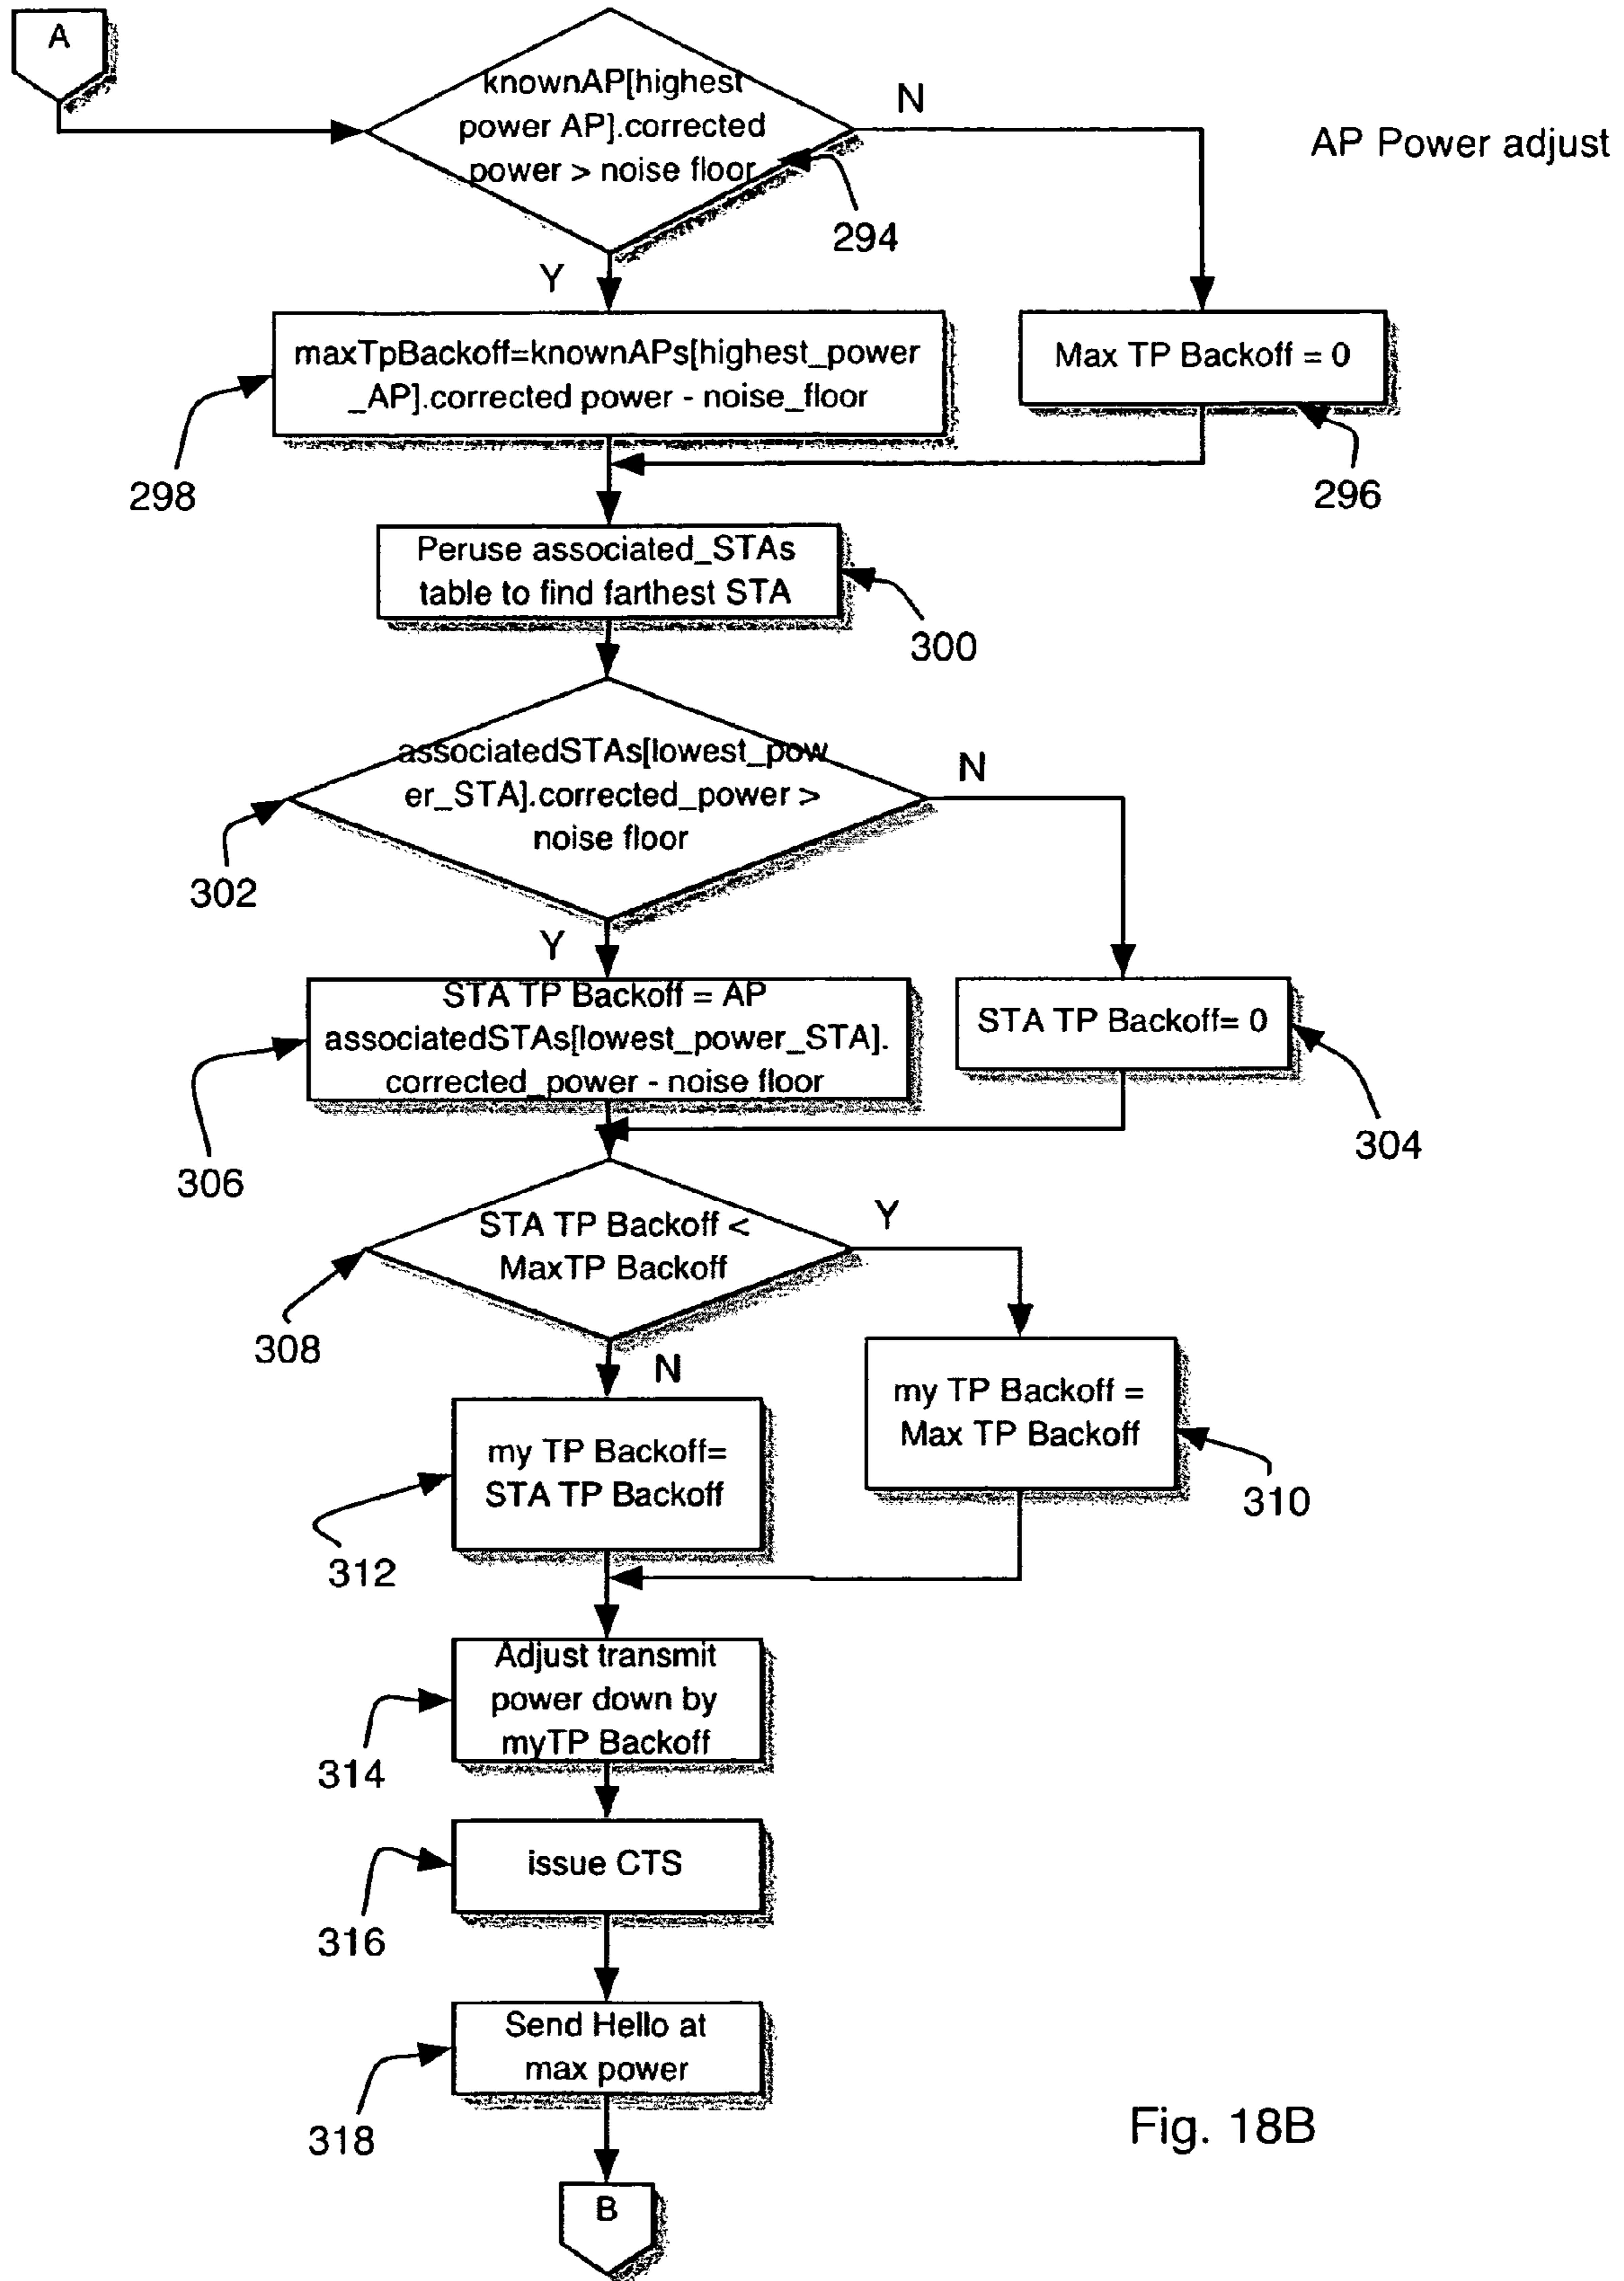 A
knownAP[highest
power AP].corrected
power > noise floor
N
AP Power adjust
294
Y
maxTpBackoff=knownAPs[highest_power
_AP].corrected power - noise_floor
Max TP Backoff = 0
298
296
Peruse associated_STAs
table to find farthest STA
300
associatedSTAs[lowest_pow
er_STA].corrected_power >
noise floor
N
302
Y
STA TP Backoff = AP
associatedSTAs[lowest_power_STA].
corrected_power - noise floor
STA TP Backoff= 0
304
306
STA TP Backoff <
MaxTP Backoff
Y
308
N
my TP Backoff =
Max TP Backoff
my TP Backoff=
STA TP Backoff
310
312
Adjust transmit
power down by
myTP Backoff
314
issue CTS
316
Send Hello at
max power
318
Fig. 18B
B